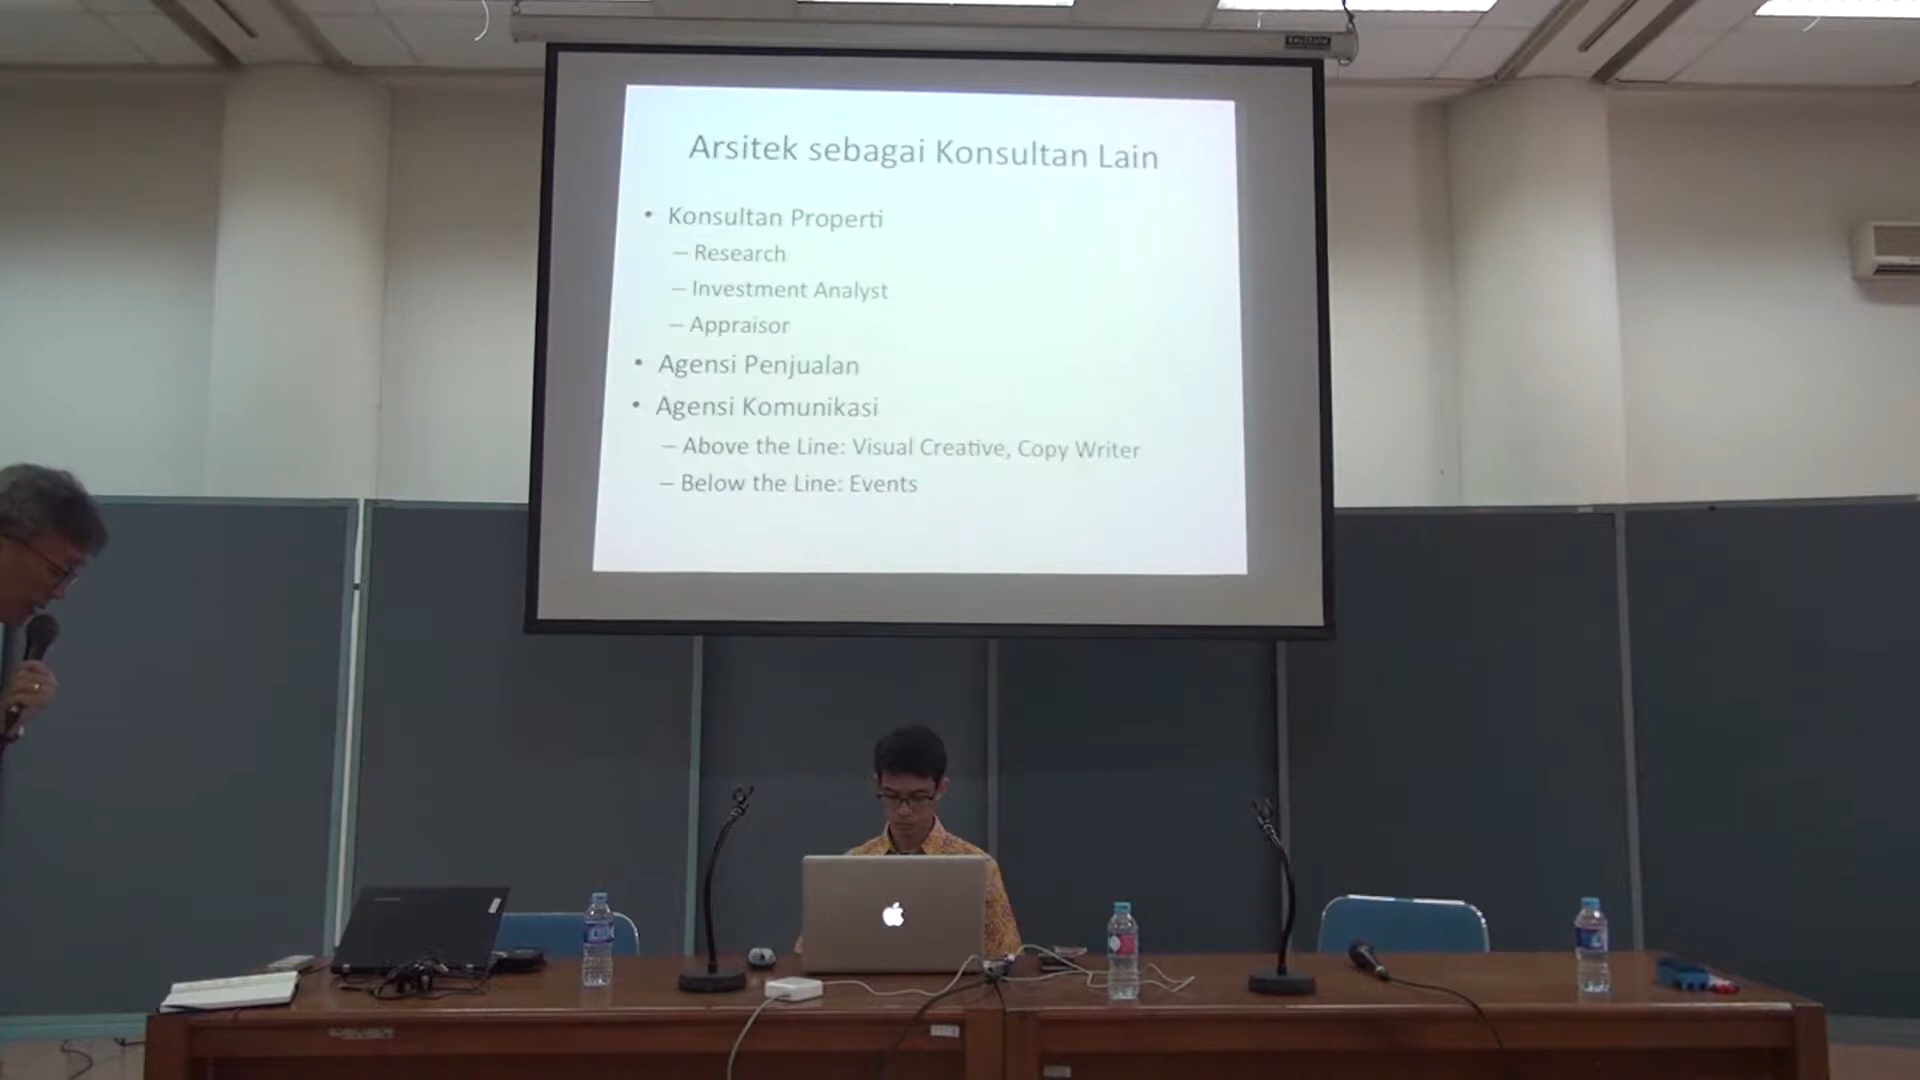 Arsitek sebagai Konsultan Lain
• Konsultan Properti
– Research
– Investment Analyst
– Appraisor
• Agensi Penjualan
• Agensi Komunikasi
– Above the Line: Visual Creative, Copy Writer
– Below the Line: Events